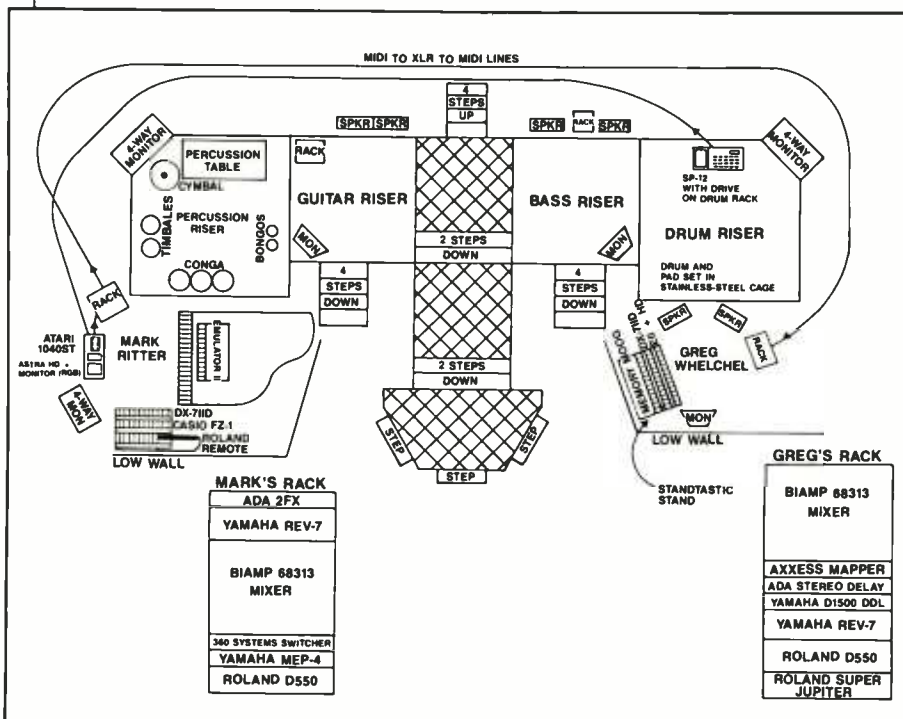 MIDI TO XLR TO MIDI LINES
4
STEPS
UP
SPKR
SPKR
SPKR
RACK
SPKR
4-WAY
MONITOR
PERCUSSION
TABLE
CYMBAL
RACK
TIMBALES
PERCUSSION
RISER
BONGOS
CONGA
GUITAR RISER
MON
2 STEPS
DOWN
BASS RISER
MON
4-WAY
MONITOR
SP-12
WITH DRIVE
ON DRUM RACK
DRUM RISER
DRUM AND
PAD SET IN
STAINLESS-STEEL CAGE
4
STEPS
DOWN
4
STEPS
DOWN
RACK
ATARI
1040ST
ASTRA HD +
MONITOR (RGB)
MARK
RITTER
EMULATOR II
4-WAY
MON
DX-7IID
CASIO FZ-1
ROLAND
REMOTE
LOW WALL
2 STEPS
DOWN
STEP
STEP
STEP
+ HD
MEMORY MOOG
SPKR
SPKR
GREG
WHELCHEL
RACK
MON
LOW WALL
STANDTASTIC
STAND
MARK'S RACK
ADA 2FX
YAMAHA REV-7
BIAMP 68313
MIXER
360 SYSTEMS SWITCHER
YAMAHA MEP-4
ROLAND D550
GREG'S RACK
BIAMP 68313
MIXER
AXXESS MAPPER
ADA STEREO DELAY
YAMAHA D1500 DDL
YAMAHA REV-7
ROLAND D550
ROLAND SUPER
JUPITER